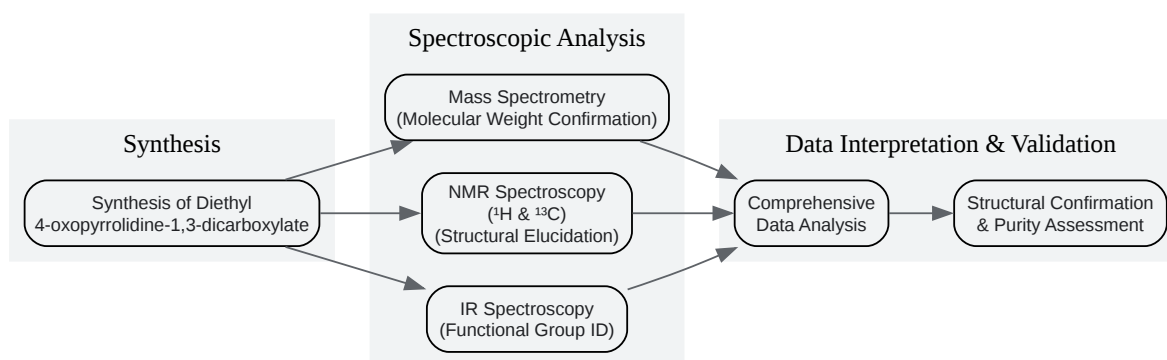 Spectroscopic Analysis
Mass Spectrometry
(Molecular Weight Confirmation)
Synthesis
Data Interpretation & Validation
Synthesis of Diethyl
4-oxopyrrolidine-1,3-dicarboxylate
NMR Spectroscopy
(¹H & ¹³C)
(Structural Elucidation)
Comprehensive
Data Analysis
Structural Confirmation
& Purity Assessment
IR Spectroscopy
(Functional Group ID)